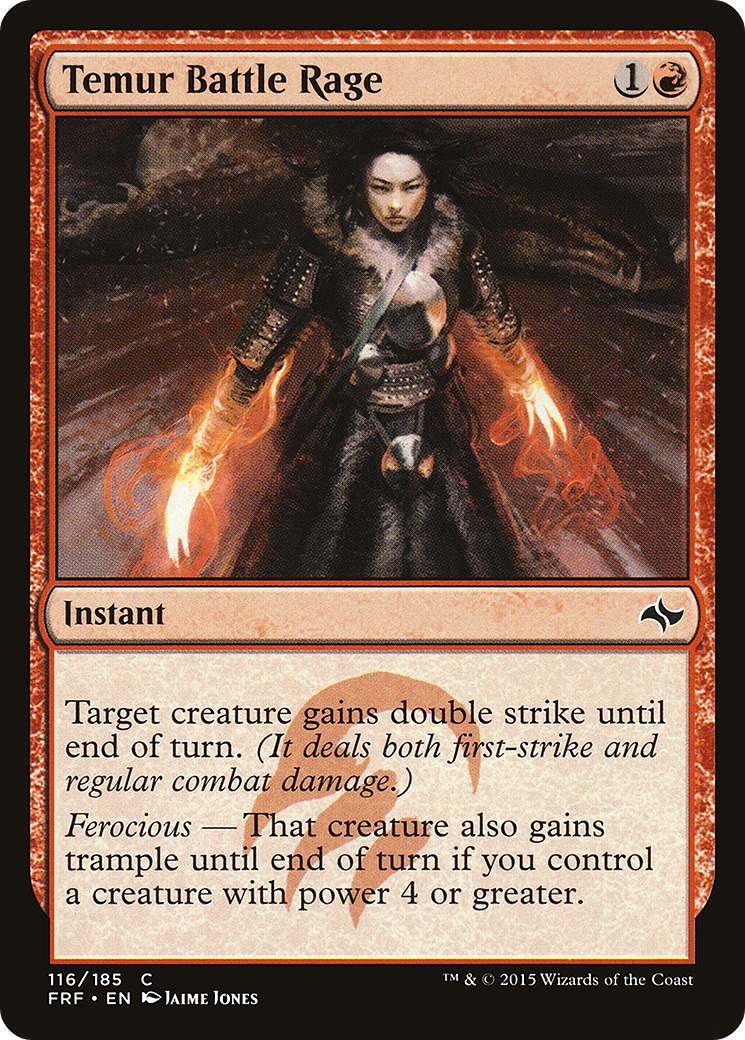 Temur Battle Rage 1
Instant
Target creature gains double strike until
end of turn. (It deals both first-strike and
regular combat damage.)
Ferocious — That creature also gains
trample until end of turn if you control
a creature with power 4 or greater.
116/185 C
™ & © 2015 Wizards of the Coast
FRF • EN Jaime Jones